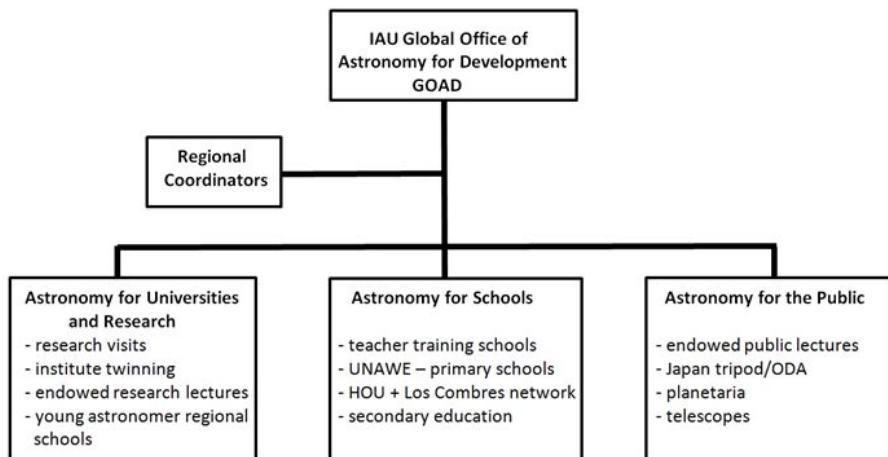 IAU Global Office of
Astronomy for Development
GOAD
Regional
Coordinators
Astronomy for Universities
and Research
- research visits
- institute twinning
- endowed research lectures
- young astronomer regional
schools
Astronomy for Schools
- teacher training schools
- UNAWE – primary schools
- HOU + Los Combres network
- secondary education
Astronomy for the Public
- endowed public lectures
- Japan tripod/ODA
- planetaria
- telescopes